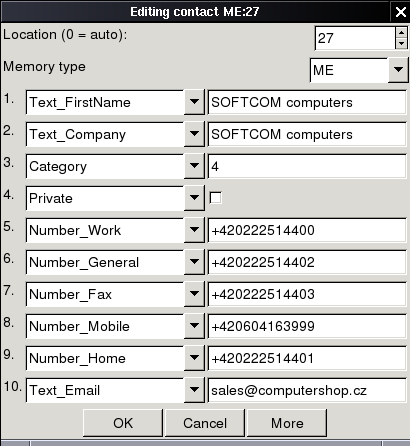 Editing contact ME:27
Location (0 = auto): 27
Memory type ME
1. Text_FirstName SOFTCOM computers
2. Text_Company SOFTCOM computers
3. Category 4
4. Private
5. Number_Work +420222514400
6. Number_General +420222514402
7. Number_Fax +420222514403
8. Number_Mobile +420604163999
9. Number_Home +420222514401
10. Text_Email sales@computershop.cz
OK Cancel More